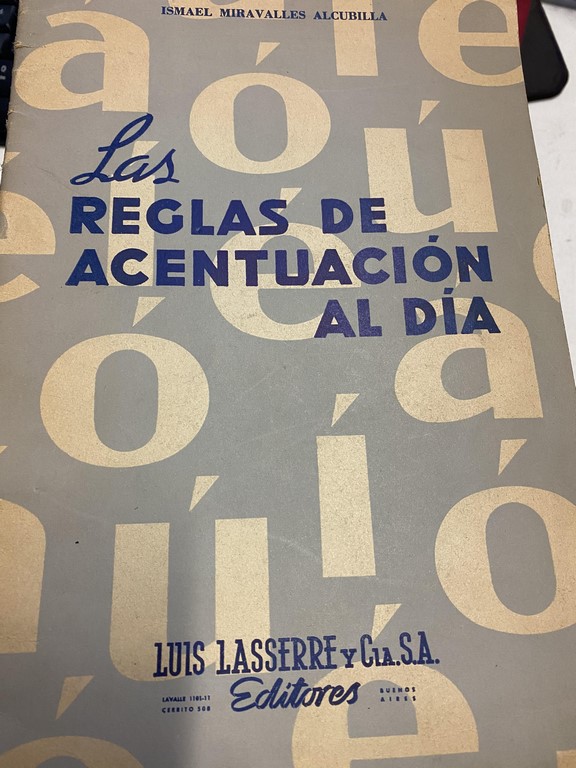 ISMAEL MIRAVALLES ALCUBILLA
Las
REGLAS DE
ACENTUACIÓN
AL DÍA
LUIS LASSERRE Y CIA. S.A.
Editores
LAVALLE 1101-11
CERRITO 308
BUENOS
AIRES